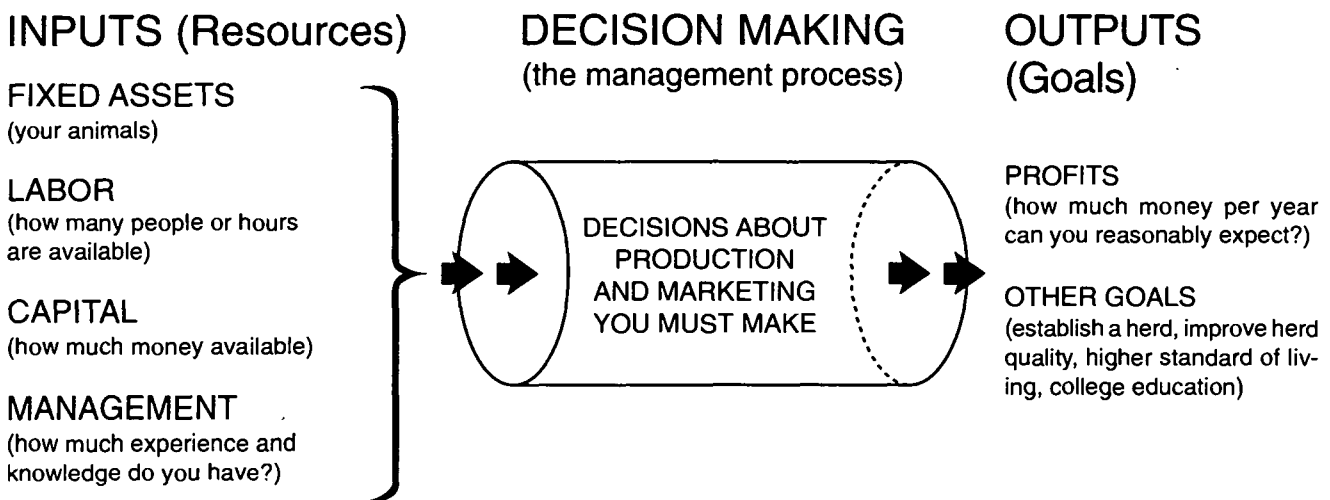 INPUTS (Resources)
FIXED ASSETS
(your animals)
LABOR
(how many people or hours
are available)
CAPITAL
(how much money available)
MANAGEMENT
(how much experience and
knowledge do you have?)
DECISION MAKING
(the management process)
DECISIONS ABOUT
PRODUCTION
AND MARKETING
YOU MUST MAKE
OUTPUTS
(Goals)
PROFITS
(how much money per year
can you reasonably expect?)
OTHER GOALS
(establish a herd, improve herd
quality, higher standard of liv-
ing, college education)